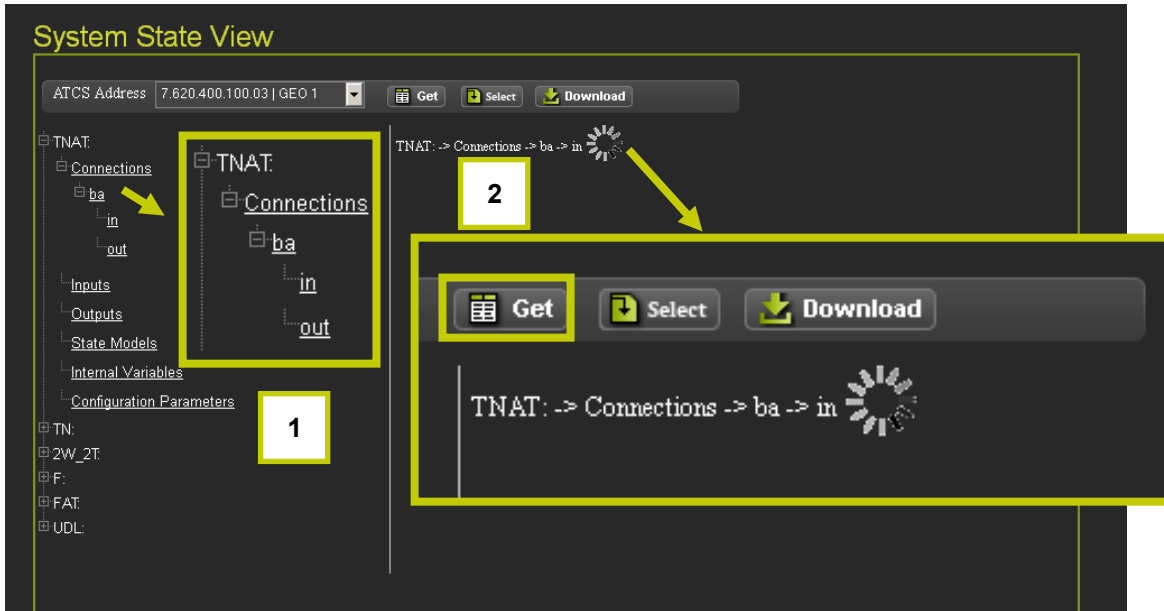 System State View
ATCS Address 7.620.400.100.03 | GEO 1 Get Select Download
TNAT:
Connections
ba
in
out
Inputs
Outputs
State Models
Internal Variables
Configuration Parameters
TN:
2W_2T:
F:
FAT:
UDL:
TNAT:
Connections
ba
in
out
1
TNAT: -> Connections -> ba -> in
2
Get Select Download
TNAT: -> Connections -> ba -> in